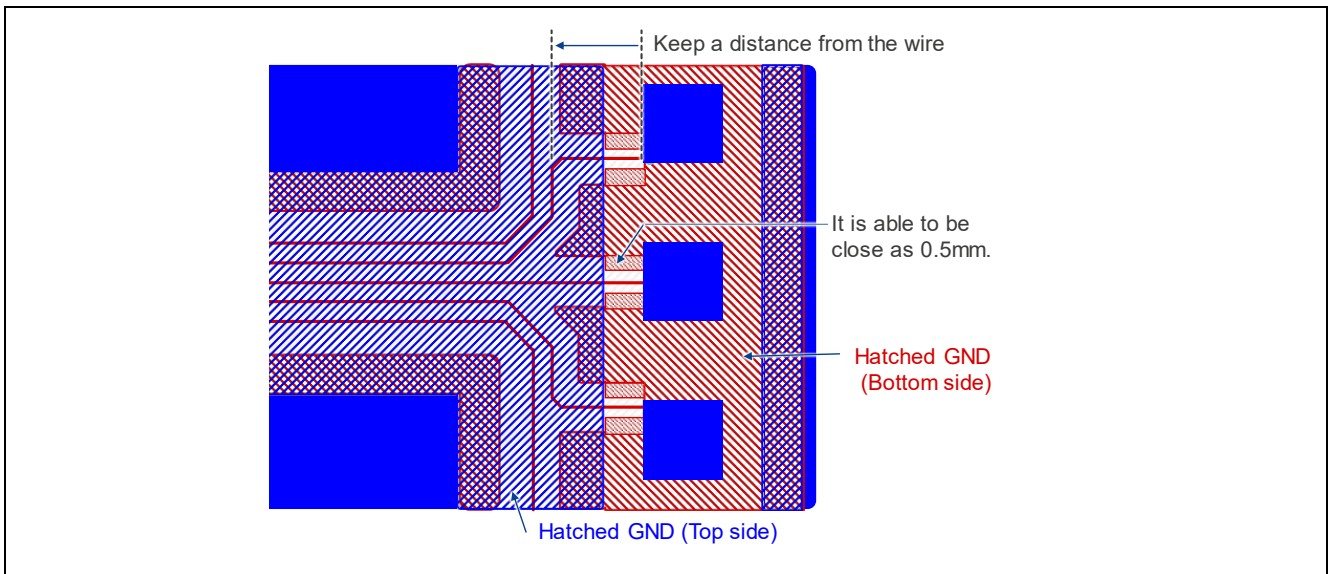 Keep a distance from the wire
It is able to be
close as 0.5mm.
Hatched GND
(Bottom side)
Hatched GND (Top side)